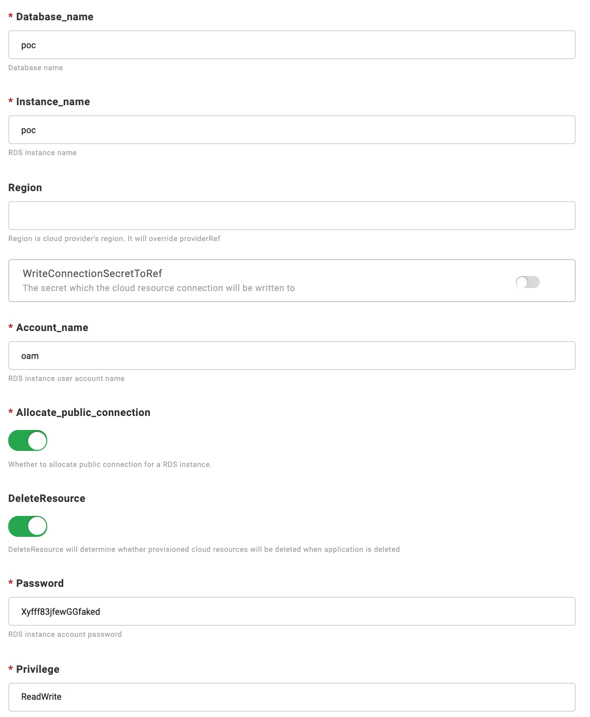 * Database_name
poc
Database name
* Instance_name
poc
RDS instance name
Region
Region is cloud provider's region. It will override providerRef
WriteConnectionSecretToRef
The secret which the cloud resource connection will be written to
* Account_name
oam
RDS instance user account name
* Allocate_public_connection
Whether to allocate public connection for a RDS instance.
DeleteResource
DeleteResource will determine whether provisioned cloud resources will be deleted when application is deleted
* Password
Xyfff83jfewGGfaked
RDS instance account password
* Privilege
ReadWrite